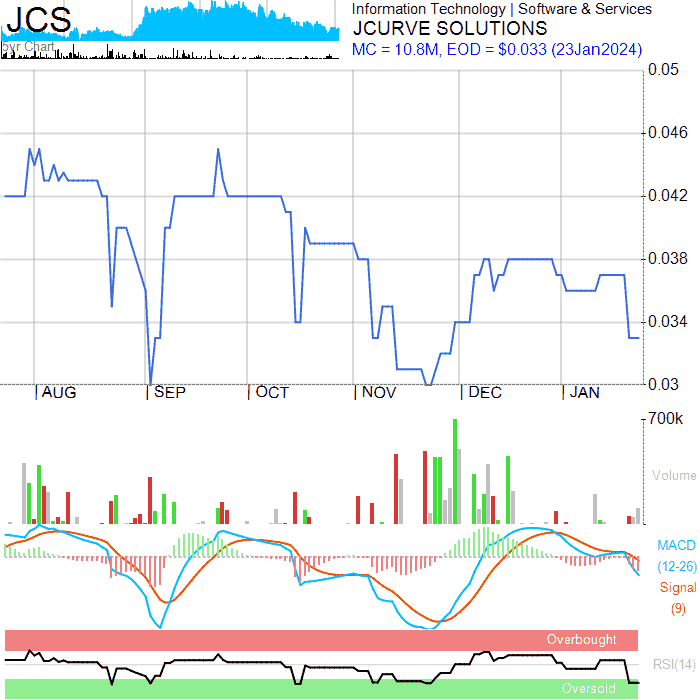 JCS
5yr Chart
Information Technology | Software & Services
JCURVE SOLUTIONS
MC = 10.8M, EOD = $0.033 (23Jan2024)
0.05
0.046
0.042
0.038
0.034
0.03
AUG SEP OCT NOV DEC JAN
700k
Volume
MACD
(12-26)
Signal
(9)
Overbought
RSI(14)
Oversold